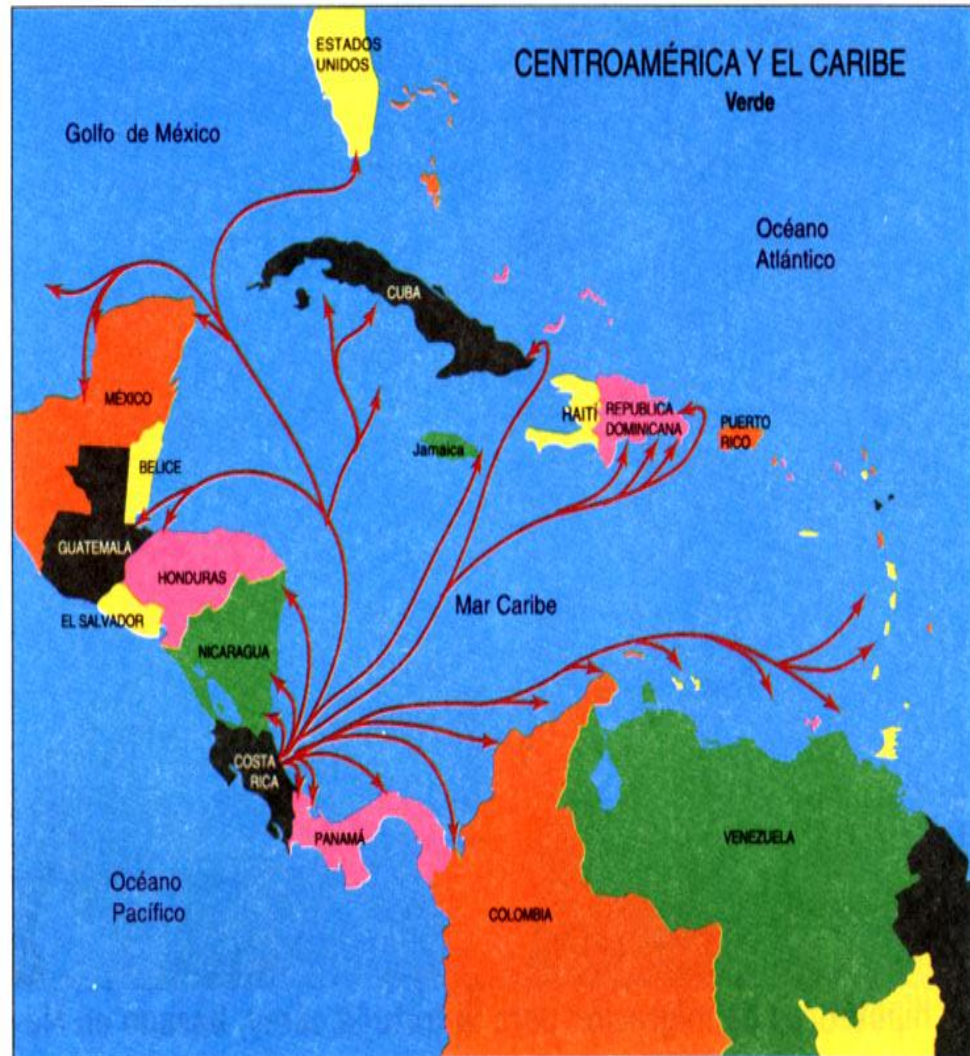 ESTADOS
UNIDOS
CENTROAMÉRICA Y EL CARIBE
Verde
Golfo de México
Océano
Atlántico
CUBA
MÉXICO
HAITÍ
REPUBLICA
DOMINICANA
PUERTO
RICO
Jamaica
BELICE
GUATEMALA
HONDURAS
Mar Caribe
EL SALVADOR
NICARAGUA
COSTA
RICA
PANAMÁ
VENEZUELA
Océano
Pacífico
COLOMBIA